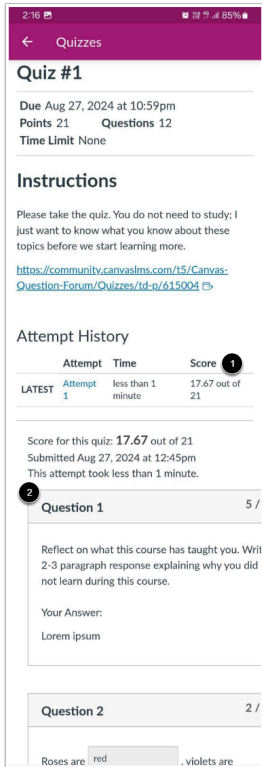 2:16 85%
← Quizzes
Quiz #1
Due Aug 27, 2024 at 10:59pm
Points 21 Questions 12
Time Limit None
Instructions
Please take the quiz. You do not need to study; I
just want to know what you know about these
topics before we start learning more.
https://community.canvaslms.com/t5/Canvas-
Question-Forum/Quizzes/td-p/615004
Attempt History
Attempt Time Score 1
LATEST Attempt less than 1 17.67 out of
1 minute 21
Score for this quiz: 17.67 out of 21
Submitted Aug 27, 2024 at 12:45pm
This attempt took less than 1 minute.
2
Question 1 5 /
Reflect on what this course has taught you. Writ
2-3 paragraph response explaining why you did
not learn during this course.
Your Answer:
Lorem ipsum
Question 2 2 /
Roses are red , violets are